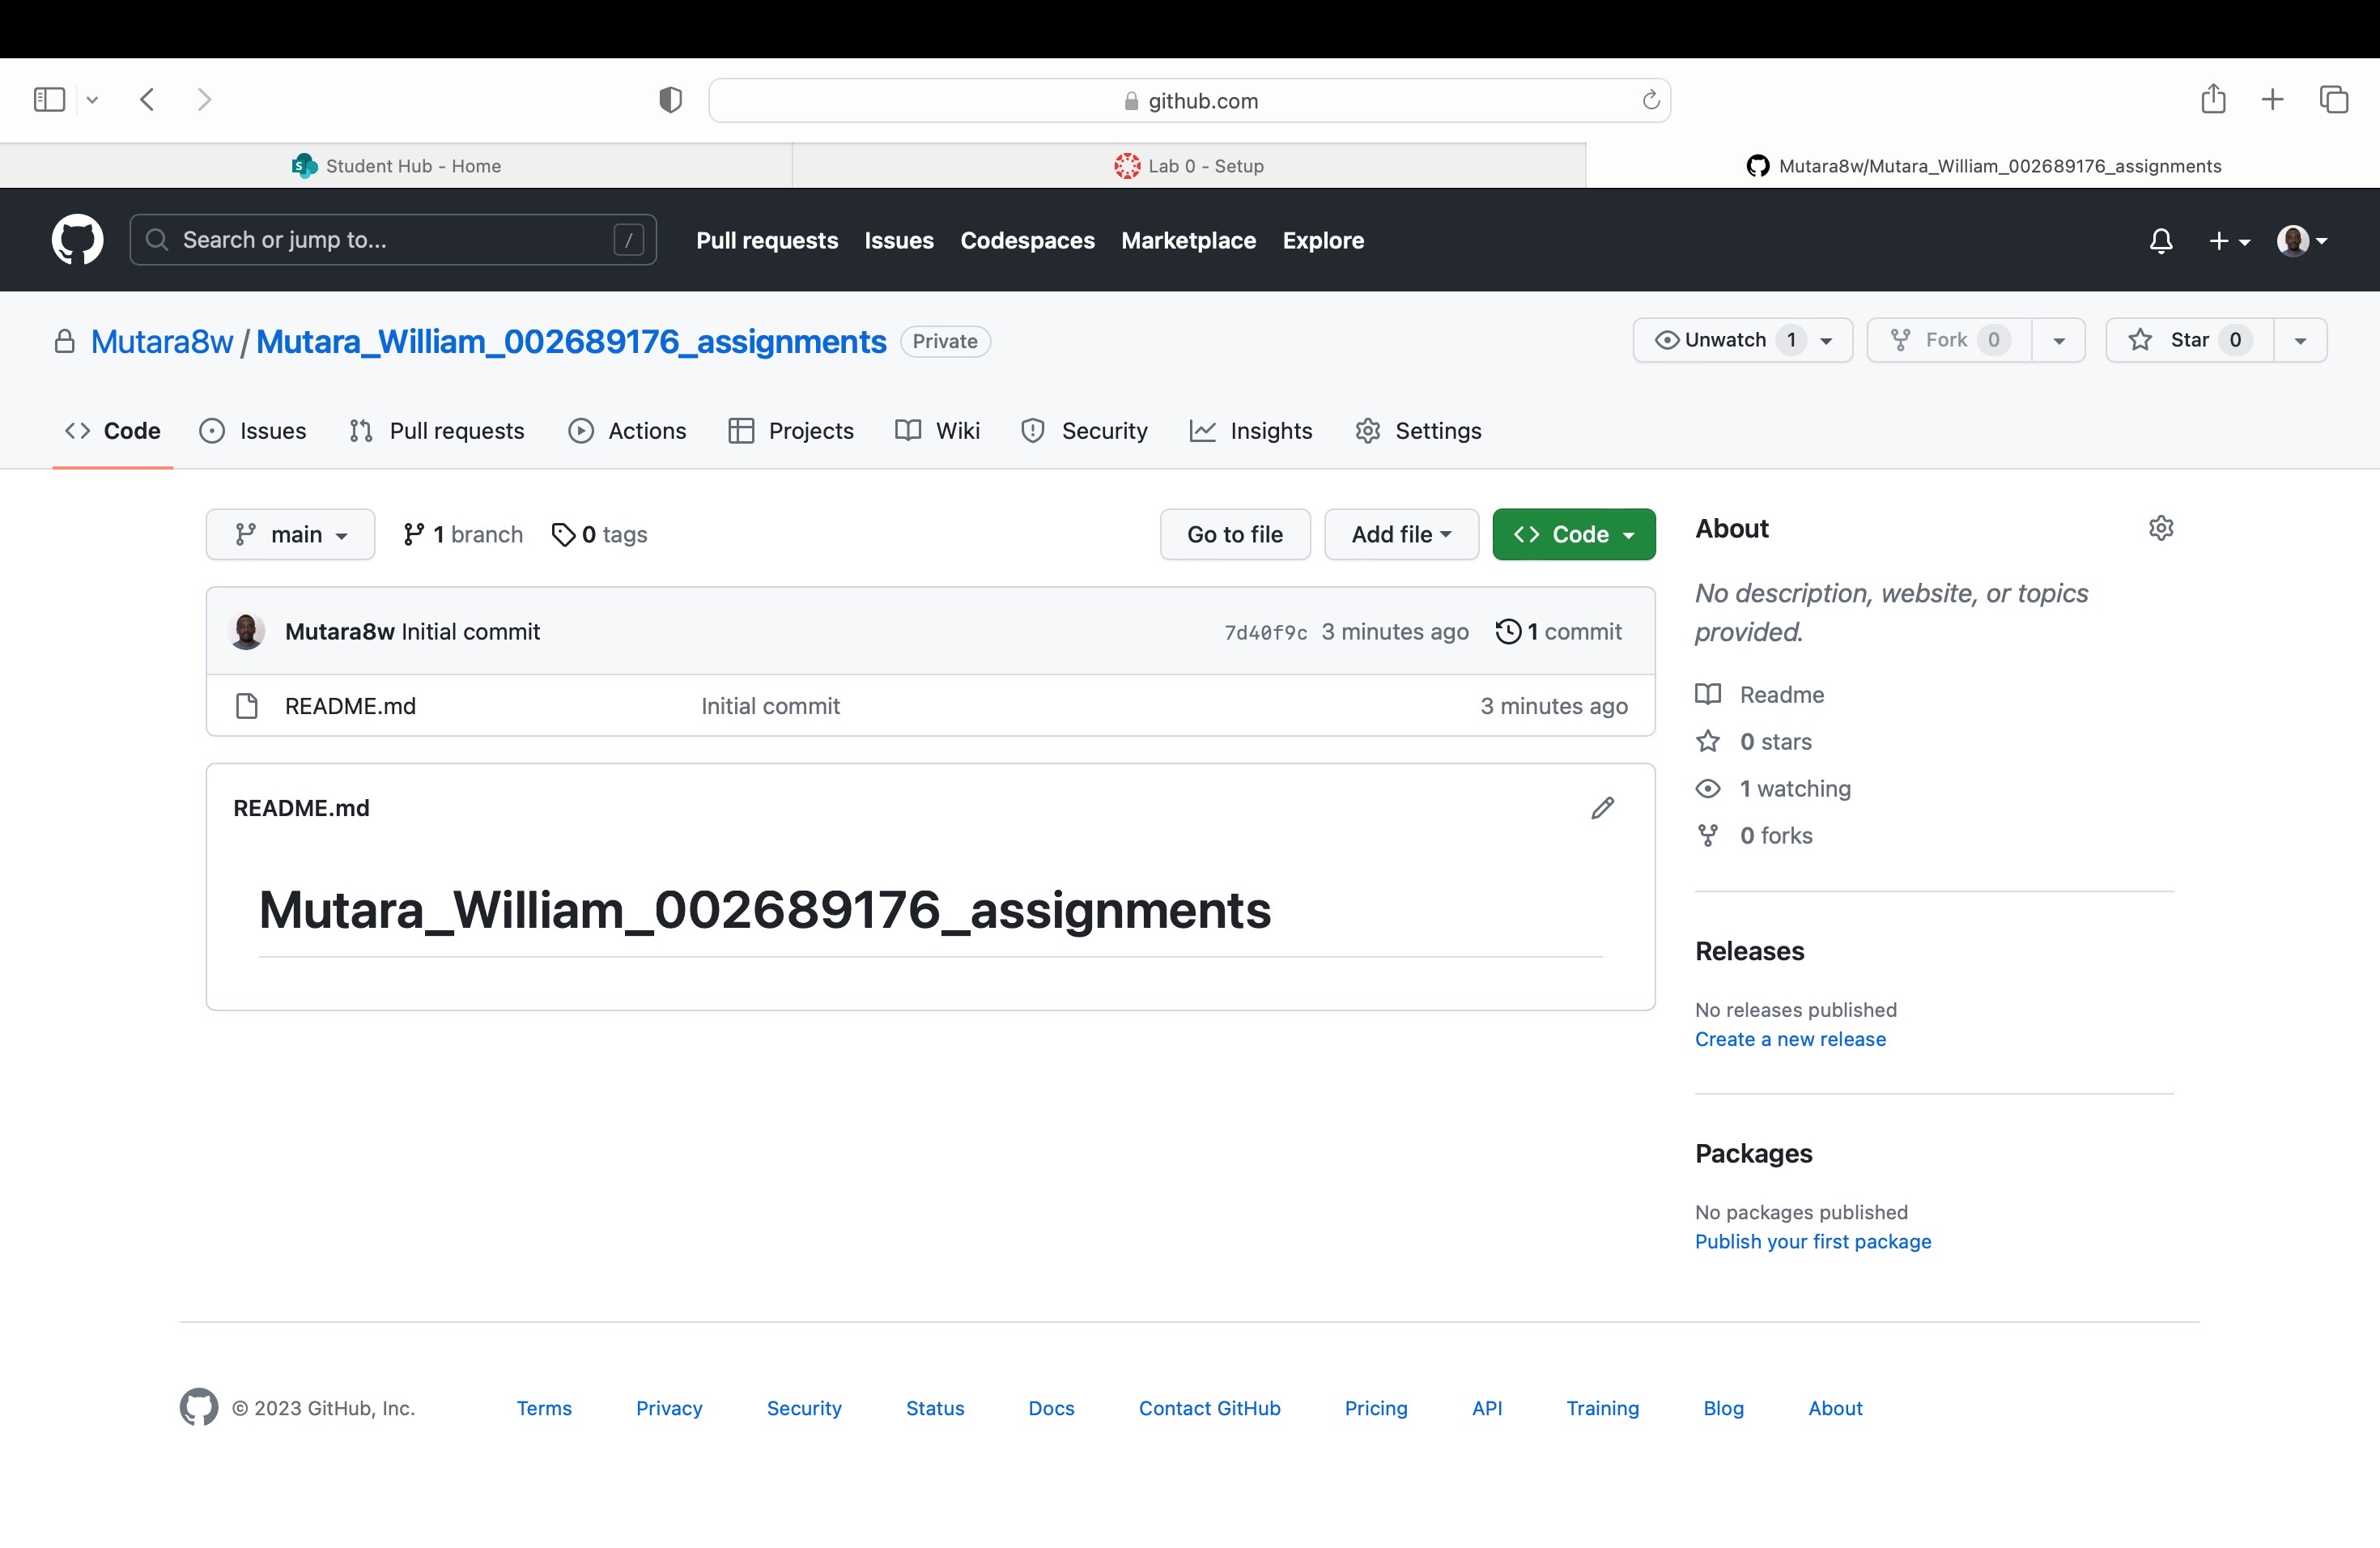 github.com
Student Hub - Home
Lab 0 - Setup
Mutara8w/Mutara_William_002689176_assignments
Search or jump to...
/
Pull requests Issues Codespaces Marketplace Explore
Mutara8w / Mutara_William_002689176_assignments Private
Unwatch 1
Fork 0
Star 0
Code Issues Pull requests Actions Projects Wiki Security Insights Settings
main 1 branch 0 tags
Go to file Add file Code
Mutara8w Initial commit 7d40f9c 3 minutes ago 1 commit
README.md Initial commit 3 minutes ago
README.md
Mutara_William_002689176_assignments
About
No description, website, or topics
provided.
Readme
0 stars
1 watching
0 forks
Releases
No releases published
Create a new release
Packages
No packages published
Publish your first package
© 2023 GitHub, Inc. Terms Privacy Security Status Docs Contact GitHub Pricing API Training Blog About